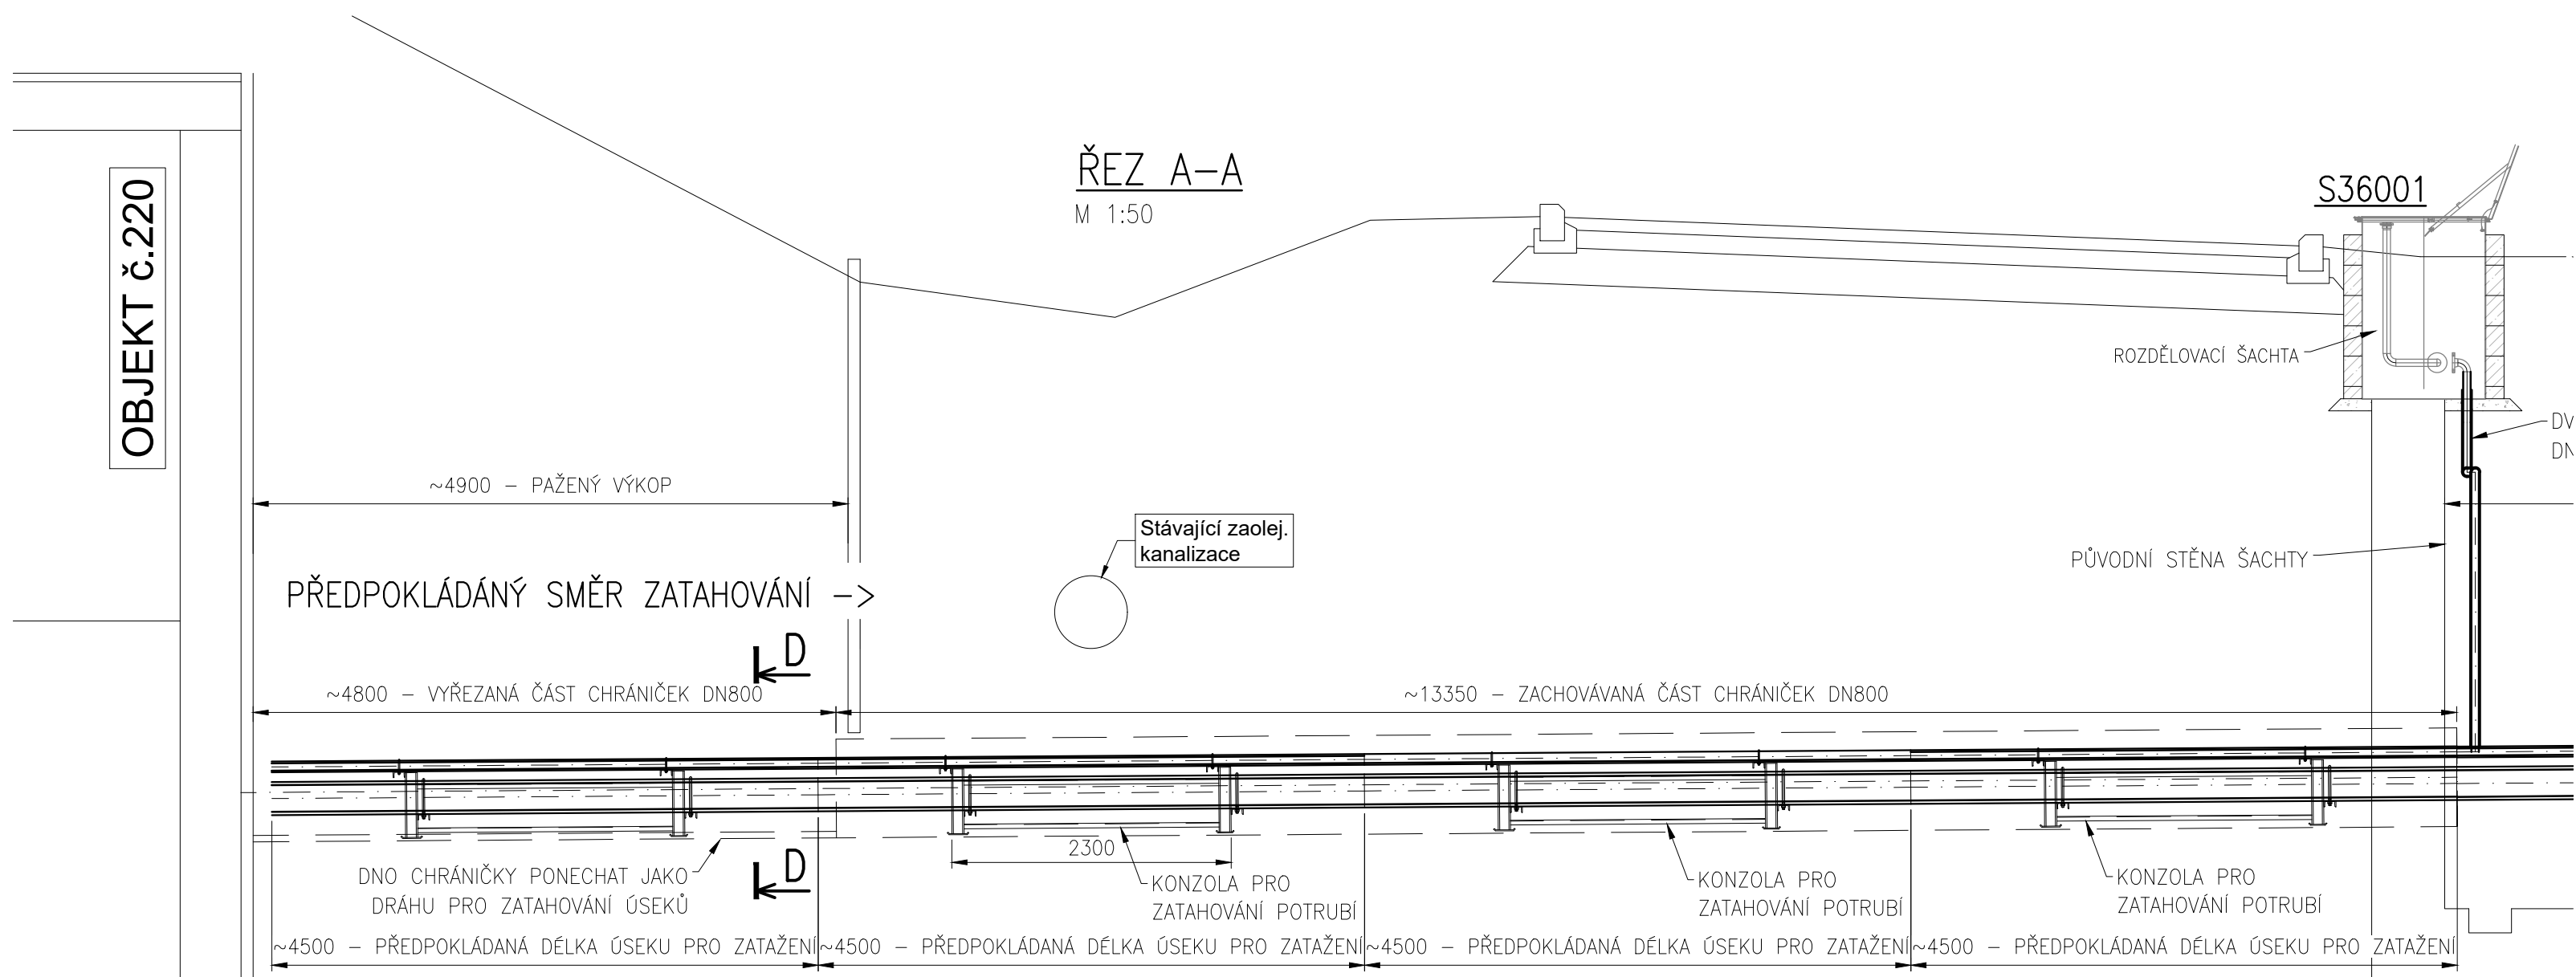 OBJEKT č.220
ŘEZ A–A
M 1:50
S36001
ROZDĚLOVACÍ ŠACHTA
DV
DN
~4900 – PAŽENÝ VÝKOP
Stávající zaolej.
kanalizace
PŮVODNÍ STĚNA ŠACHTY
PŘEDPOKLÁDÁNÝ SMĚR ZATAHOVÁNÍ –>
D
~4800 – VYŘEZANÁ ČÁST CHRÁNIČEK DN800
~13350 – ZACHOVÁVANÁ ČÁST CHRÁNIČEK DN800
2300
D
DNO CHRÁNIČKY PONECHAT JAKO
DRÁHU PRO ZATAHOVÁNÍ ÚSEKŮ
KONZOLA PRO
ZATAHOVÁNÍ POTRUBÍ
KONZOLA PRO
ZATAHOVÁNÍ POTRUBÍ
KONZOLA PRO
ZATAHOVÁNÍ POTRUBÍ
~4500 – PŘEDPOKLÁDANÁ DÉLKA ÚSEKU PRO ZATAŽENÍ
~4500 – PŘEDPOKLÁDANÁ DÉLKA ÚSEKU PRO ZATAŽENÍ
~4500 – PŘEDPOKLÁDANÁ DÉLKA ÚSEKU PRO ZATAŽENÍ
~4500 – PŘEDPOKLÁDANÁ DÉLKA ÚSEKU PRO ZATAŽENÍ